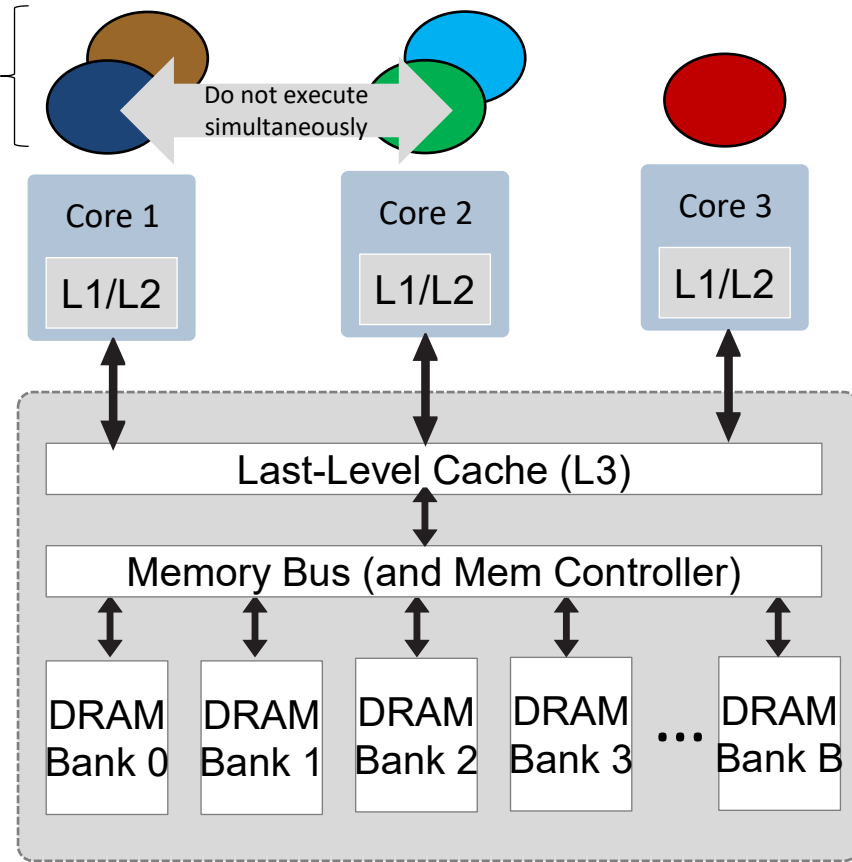 Do not execute
simultaneously
Core 1
Core 2
Core 3
L1/L2
L1/L2
L1/L2
Last-Level Cache (L3)
Memory Bus (and Mem Controller)
DRAM
Bank 0
DRAM
Bank 1
DRAM
Bank 2
DRAM
Bank 3
...
DRAM
Bank B